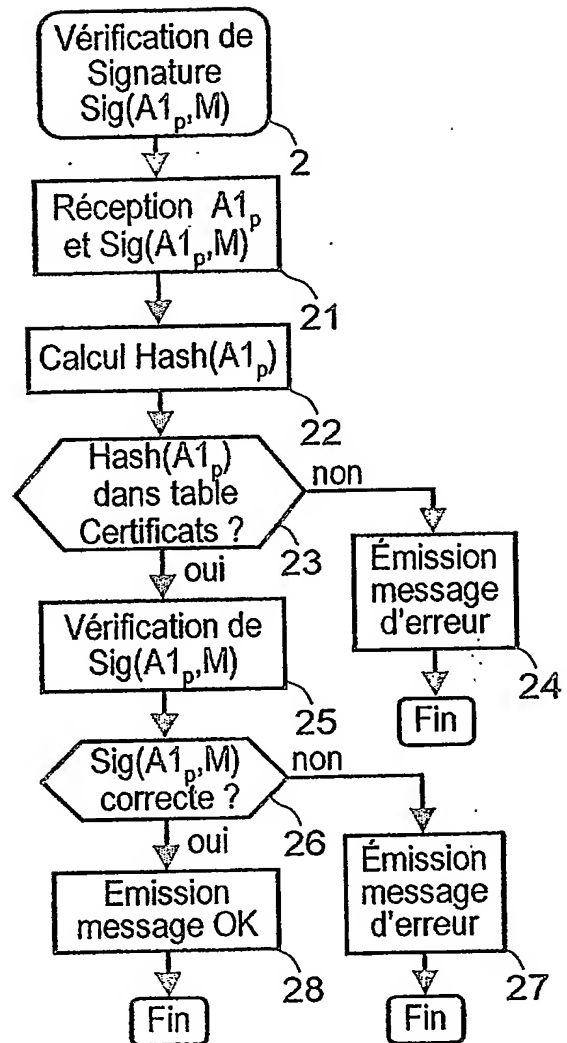 Vérification de
Signature
Sig(A1p,M)
2
Réception A1p
et Sig(A1p,M)
21
Calcul Hash(A1p)
22
Hash(A1p)
dans table
Certificats ?
23
non
oui
Émission
message
d'erreur
24
Fin
Vérification de
Sig(A1p,M)
25
Sig(A1p,M)
correcte ?
26
non
oui
Émission
message
d'erreur
27
Fin
Emission
message OK
28
Fin